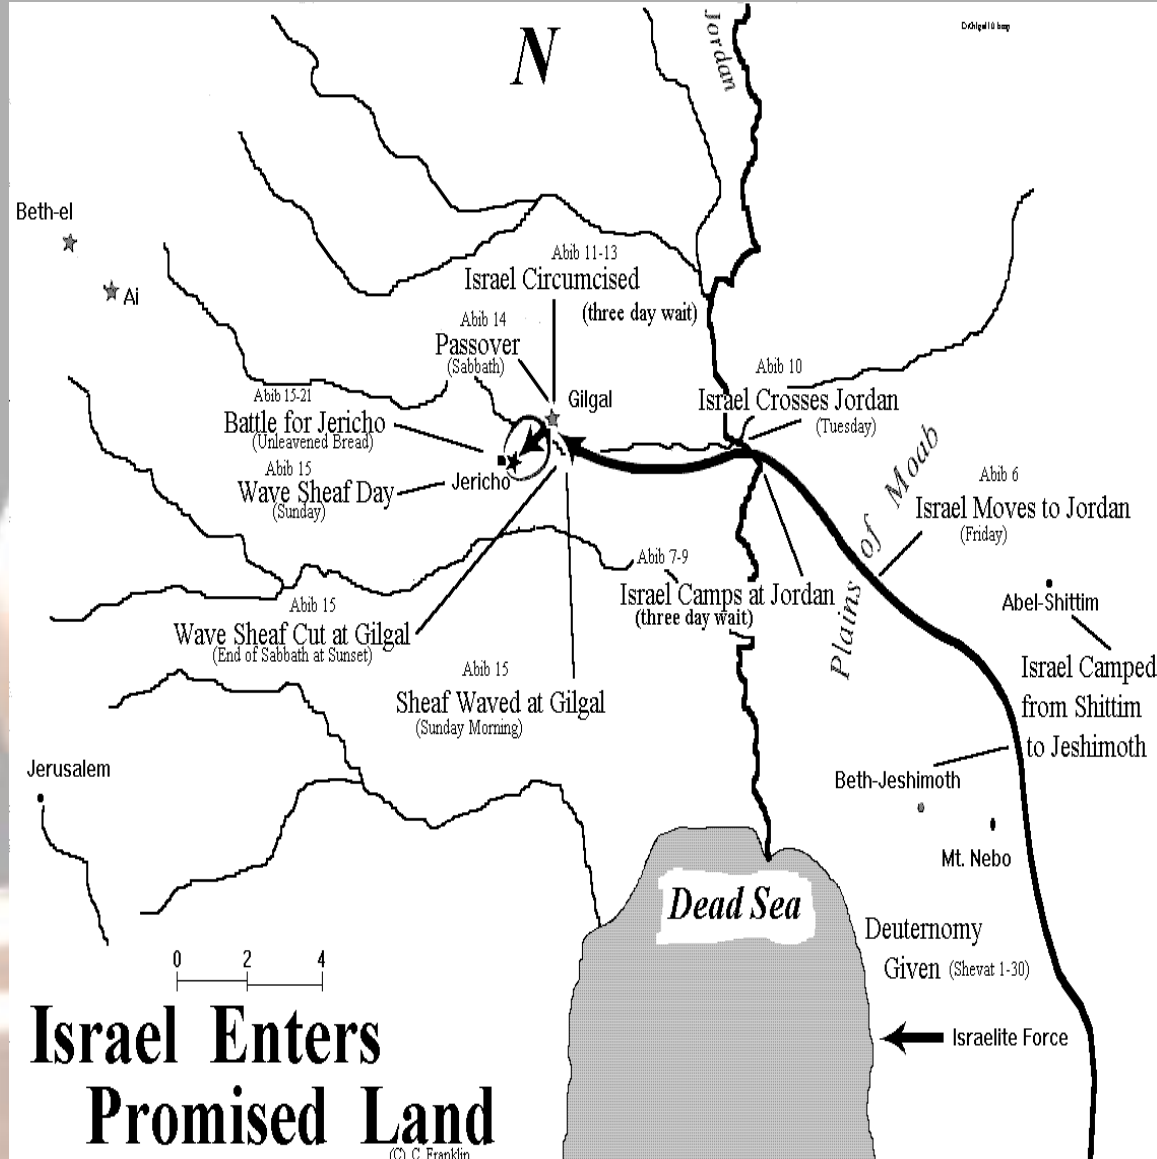 N
Jordan
Beth-el
Ai
Abib 11-13
Israel Circumcised
(three day wait)
Abib 14
Passover
(Sabbath)
Gilgal
Abib 10
Israel Crosses Jordan
(Tuesday)
Abib 15-21
Battle for Jericho
(Unleavened Bread)
Abib 15
Wave Sheaf Day
(Sunday)
Jericho
Plains of Moab
Abib 6
Israel Moves to Jordan
(Friday)
Abib 7-9
Israel Camps at Jordan
(three day wait)
Abel-Shittim
Israel Camped
from Shittim
to Jeshimoth
Abib 15
Wave Sheaf Cut at Gilgal
(End of Sabbath at Sunset)
Abib 15
Sheaf Waved at Gilgal
(Sunday Morning)
Jerusalem
Beth-Jeshimoth
Mt. Nebo
Dead Sea
Deuternomy
Given (Shevat 1-30)
0 2 4
Israelite Force
Israel Enters
Promised Land
(C) C. Franklin